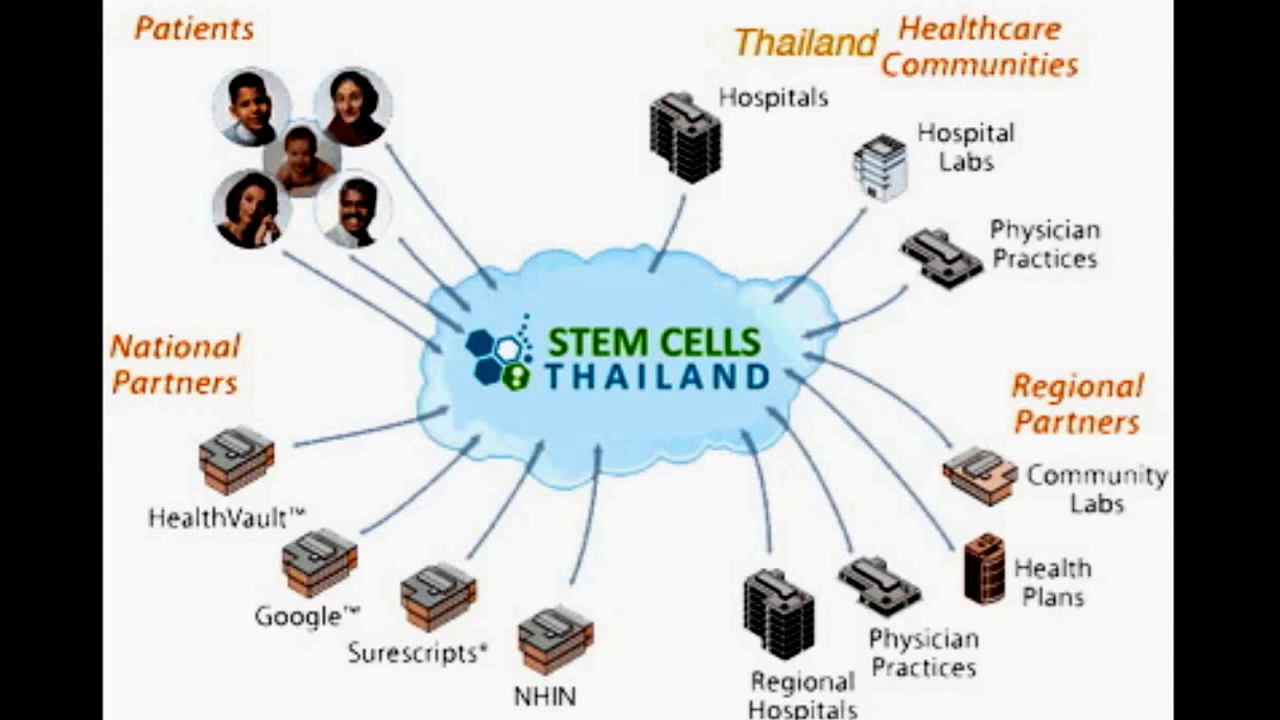 Patients
Thailand Healthcare
Communities
Hospitals
Hospital
Labs
Physician
Practices
STEM CELLS
THAILAND
National
Partners
HealthVault™
Google™
Surescripts®
NHIN
Regional
Partners
Community
Labs
Health
Plans
Physician
Practices
Regional
Hospitals